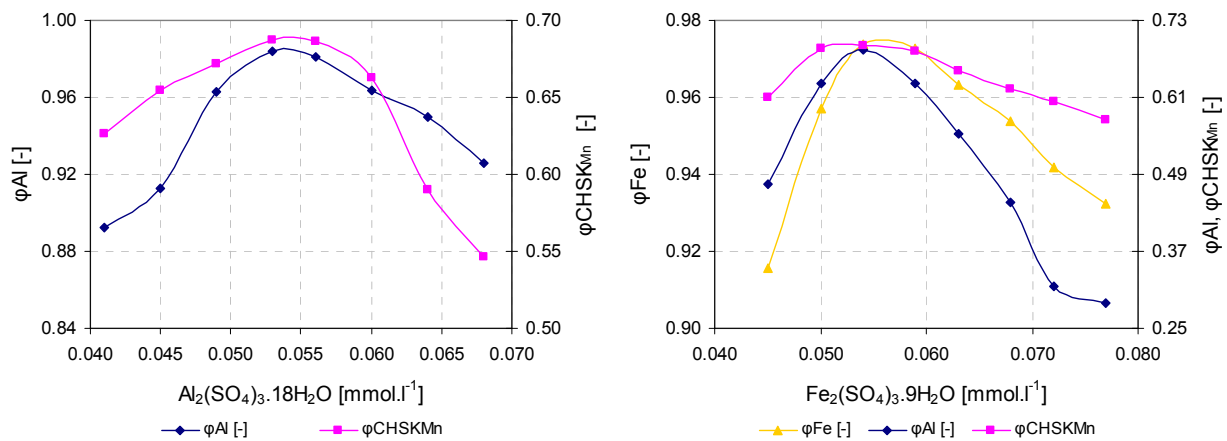 1.00
0.96
0.92
0.88
0.84
φAl [-]
0.70
0.65
0.60
0.55
0.50
φCHSKMn [-]
0.040 0.045 0.050 0.055 0.060 0.065 0.070
Al2(SO4)3.18H2O [mmol.l-1]
φAl [-] φCHSKMn
0.98
0.96
0.94
0.92
0.90
φFe [-]
0.73
0.61
0.49
0.37
0.25
φAl, φCHSKMn [-]
0.040 0.050 0.060 0.070 0.080
Fe2(SO4)3.9H2O [mmol.l-1]
φFe [-] φAl [-] φCHSKMn